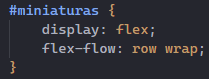 #miniaturas {
    display: flex;
    flex-flow: row wrap;
}